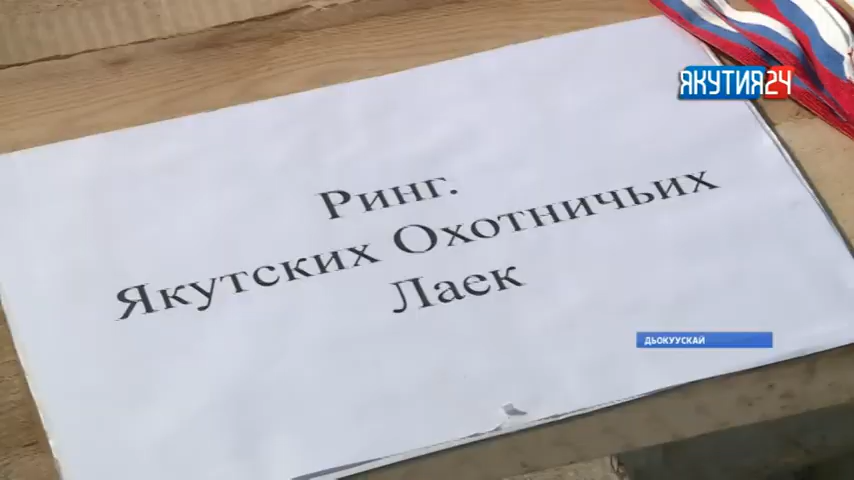 ЯКУТИЯ24
Ринг.
Якутских Охотничьих
Лаек
ДЬОКУУСКАЙ